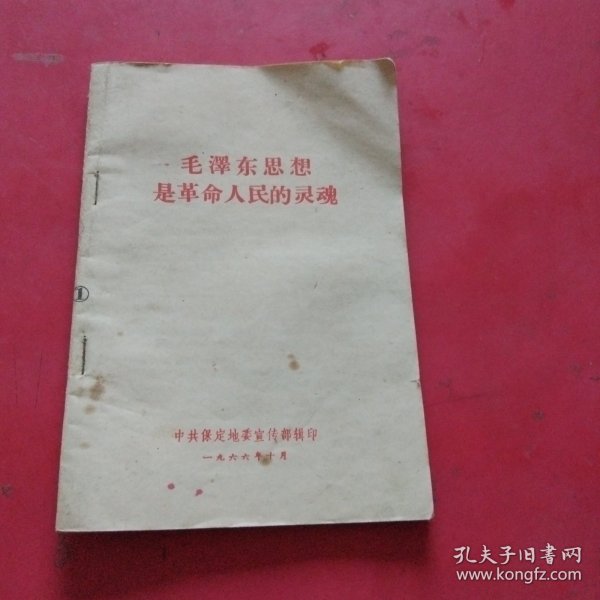 毛澤东思想
是革命人民的灵魂
①
中共保定地委宣传部辑印
一九六六年十月
孔夫子旧书网
www.kongfz.com